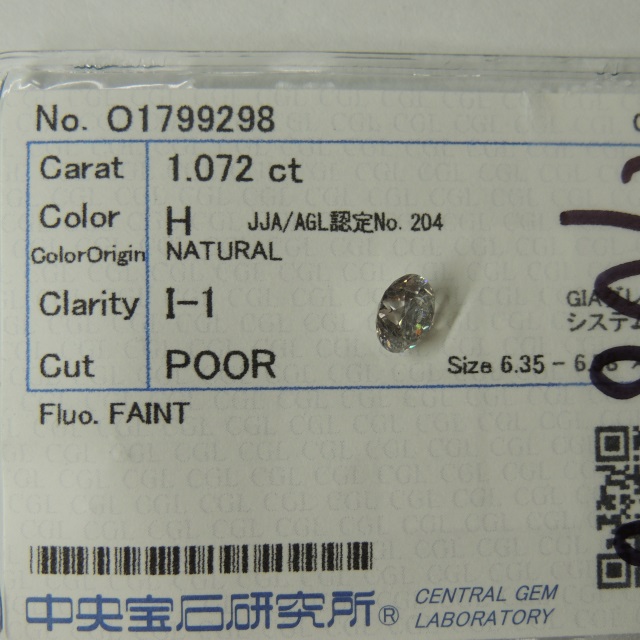 No. O1799298
Carat 1.072 ct
Color H JJA/AGL認定No. 204
ColorOrigin NATURAL
Clarity I-1
GIA
システ
Cut POOR
Size 6.35 -
Fluo. FAINT
中央宝石研究所® CENTRAL GEM
LABORATORY